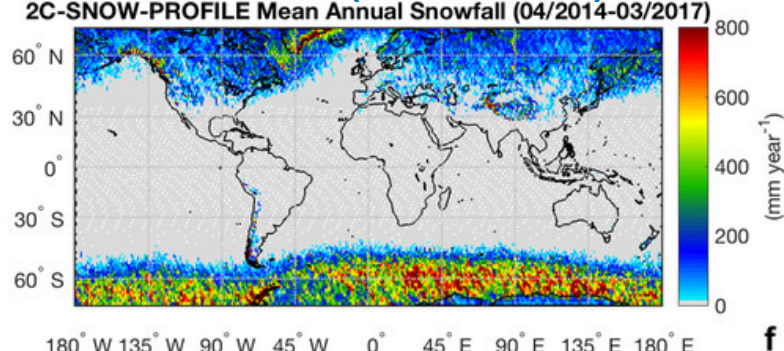 2C-SNOW-PROFILE Mean Annual Snowfall (04/2014-03/2017)
800
60° N
600
30° N
0°
400
(mm year⁻¹)
30° S
200
60° S
0
180° W 135° W 90° W 45° W 0° 45° E 90° E 135° E 180° E
f